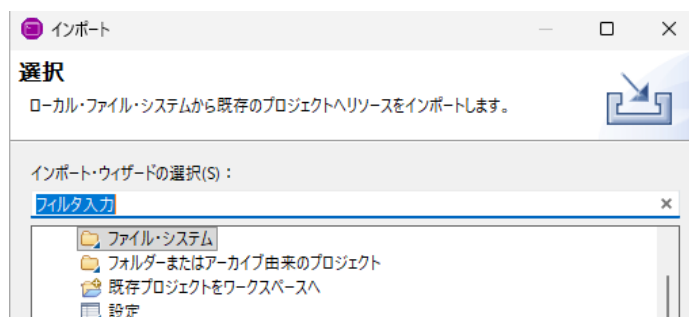 インポート
選択
ローカル・ファイル・システムから既存のプロジェクトへリソースをインポートします。
インポート・ウィザードの選択(S)：
フィルタ入力
ファイル・システム
フォルダーまたはアーカイブ由来のプロジェクト
既存プロジェクトをワークスペースへ
設定